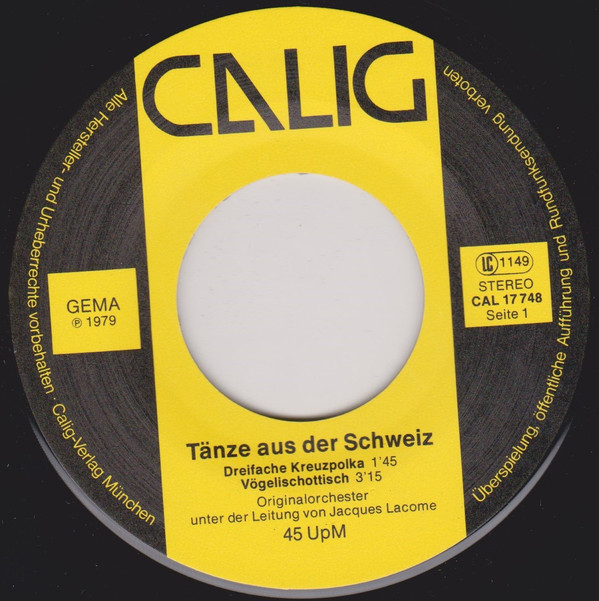 CALIG
Alle Hersteller- und Urheberrechte vorbehalten · Calig-Verlag München
GEMA
℗ 1979
LC 1149
STEREO
CAL 17 748
Seite 1
Überspielung, öffentliche Aufführung und Rundfunksendung verboten
Tänze aus der Schweiz
Dreifache Kreuzpolka 1'45
Vögelischottisch 3'15
Originalorchester
unter der Leitung von Jacques Lacome
45 UpM